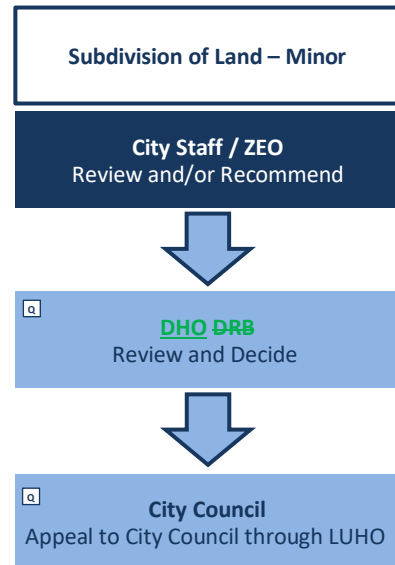 Subdivision of Land – Minor
City Staff / ZEO
Review and/or Recommend
Q
DHO DRB
Review and Decide
Q
City Council
Appeal to City Council through LUHO